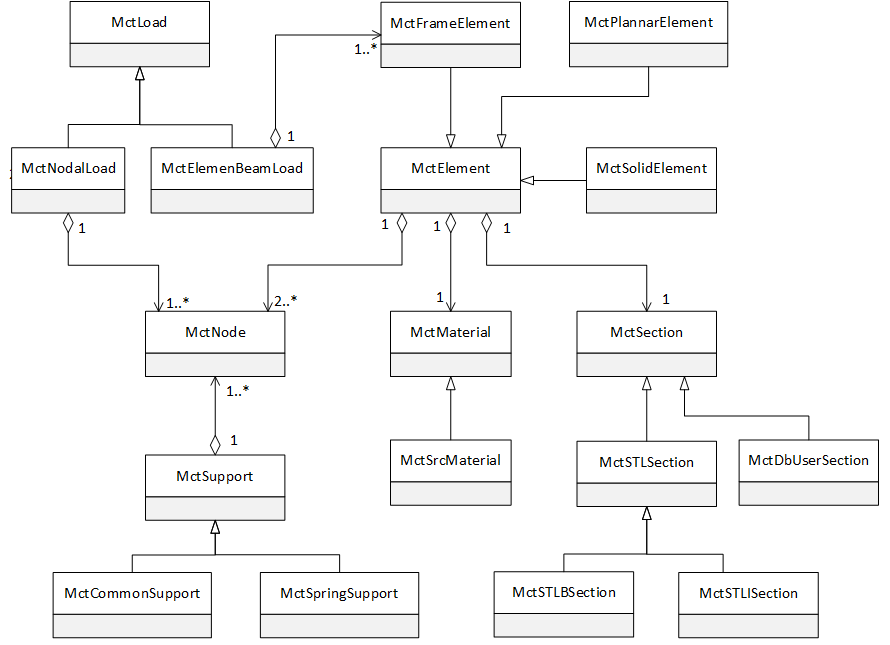 MctLoad
MctFrameElement
MctPlannarElement
1..*
1
MctNodalLoad
MctElemenBeamLoad
MctElement
MctSolidElement
1
1
1
1
1..*
2..*
1
1
MctNode
MctMaterial
MctSection
1..*
1
MctSupport
MctSrcMaterial
MctSTLSection
MctDbUserSection
MctCommonSupport
MctSpringSupport
MctSTLBSection
MctSTLISection